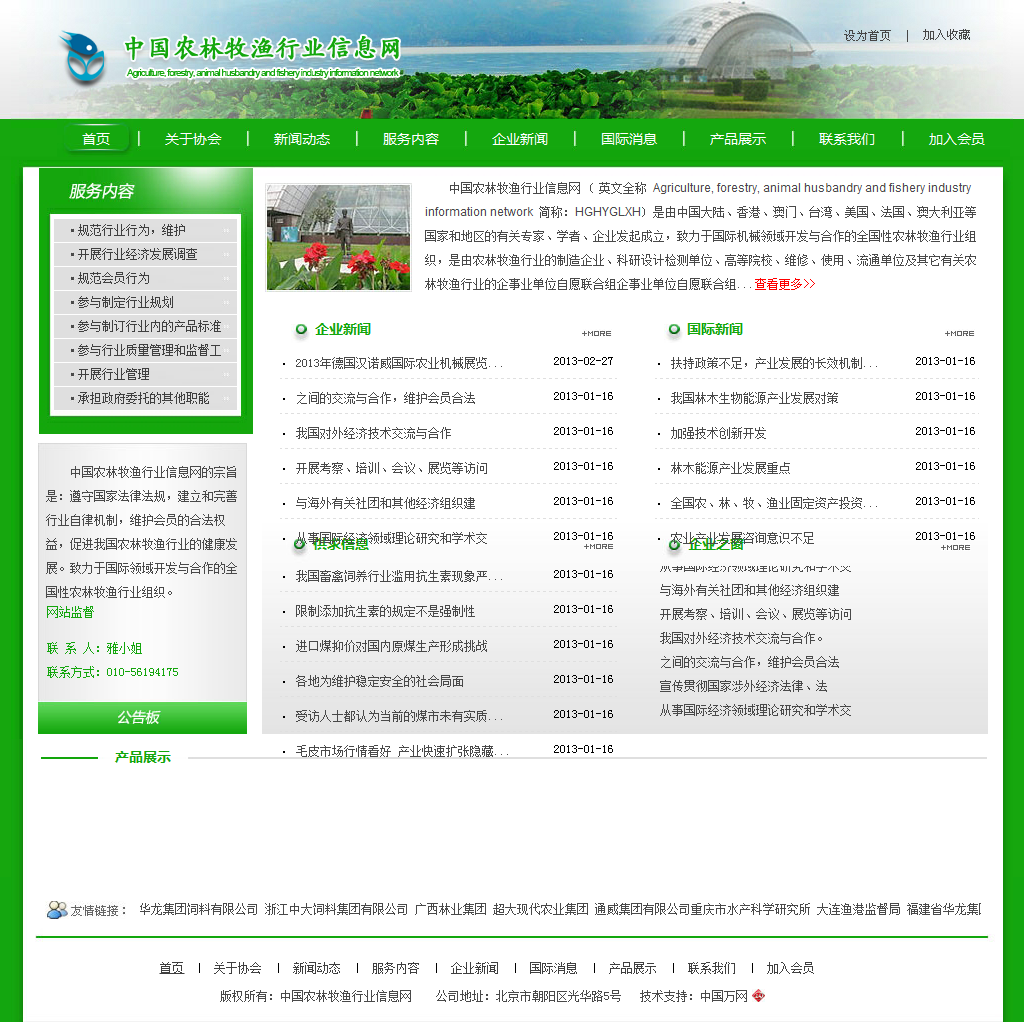 中国农林牧渔行业信息网
Agriculture, forestry, animal husbandry and fishery industry information network
设为首页 | 加入收藏
首页 | 关于协会 | 新闻动态 | 服务内容 | 企业新闻 | 国际消息 | 产品展示 | 联系我们 | 加入会员
服务内容
规范行业行为，维护
开展行业经济发展调查
规范会员行为
参与制定行业规划
参与制订行业内的产品标准
参与行业质量管理和监督工
开展行业管理
承担政府委托的其他职能
中国农林牧渔行业信息网的宗旨
是：遵守国家法律法规，建立和完善
行业自律机制，维护会员的合法权
益，促进我国农林牧渔行业的健康发
展。致力于国际领域开发与合作的全
国性农林牧渔行业组织。
网站监督
联 系 人：雅小姐
联系方式：010-56194175
公告板
中国农林牧渔行业信息网（ 英文全称 Agriculture, forestry, animal husbandry and fishery industry
information network 简称：HGHYGLXH）是由中国大陆、香港、澳门、台湾、美国、法国、澳大利亚等
国家和地区的有关专家、学者、企业发起成立，致力于国际机械领域开发与合作的全国性农林牧渔行业组
织，是由农林牧渔行业的制造企业、科研设计检测单位、高等院校、维修、使用、流通单位及其它有关农
林牧渔行业的企事业单位自愿联合组企事业单位自愿联合组...查看更多>>
企业新闻 +MORE
2013年德国汉诺威国际农业机械展览... 2013-02-27
之间的交流与合作，维护会员合法 2013-01-16
我国对外经济技术交流与合作 2013-01-16
开展考察、培训、会议、展览等访问 2013-01-16
与海外有关社团和其他经济组织建 2013-01-16
从事国际经济领域理论研究和学术交 2013-01-16
国际新闻 +MORE
扶持政策不足，产业发展的长效机制... 2013-01-16
我国林木生物能源产业发展对策 2013-01-16
加强技术创新开发 2013-01-16
林木能源产业发展重点 2013-01-16
全国农、林、牧、渔业固定资产投资... 2013-01-16
农业产业发展咨询意识不足 2013-01-16
供求信息 +MORE
我国畜禽饲养行业滥用抗生素现象严... 2013-01-16
限制添加抗生素的规定不是强制性 2013-01-16
进口煤抑价对国内原煤生产形成挑战 2013-01-16
各地为维护稳定安全的社会局面 2013-01-16
受访人士都认为当前的煤市未有实质... 2013-01-16
毛皮市场行情看好 产业快速扩张隐藏... 2013-01-16
企业之窗 +MORE
从事国际经济领域理论研究和学术交
与海外有关社团和其他经济组织建
开展考察、培训、会议、展览等访问
我国对外经济技术交流与合作。
之间的交流与合作，维护会员合法
宣传贯彻国家涉外经济法律、法
从事国际经济领域理论研究和学术交
产品展示
友情链接： 华龙集团饲料有限公司 浙江中大饲料集团有限公司 广西林业集团 超大现代农业集团 通威集团有限公司重庆市水产科学研究所 大连渔港监督局 福建省华龙集团
首页 | 关于协会 | 新闻动态 | 服务内容 | 企业新闻 | 国际消息 | 产品展示 | 联系我们 | 加入会员
版权所有：中国农林牧渔行业信息网 公司地址：北京市朝阳区光华路5号 技术支持：中国万网